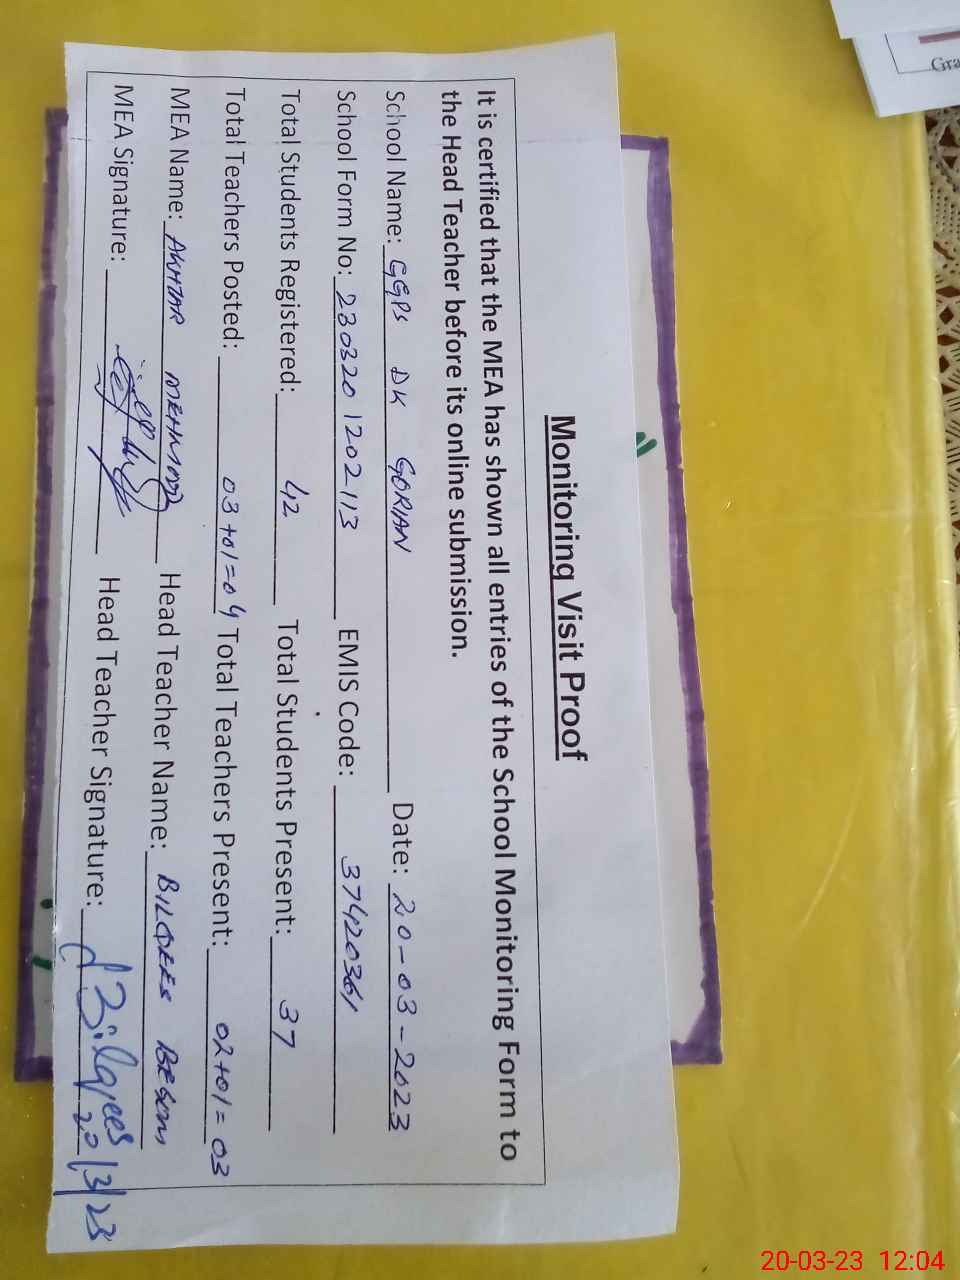 Monitoring Visit Proof
It is certified that the MEA has shown all entries of the School Monitoring Form to
the Head Teacher before its online submission.
School Name: GGPS DK GORIAN Date: 20-03-2023
School Form No: 2303201202113 EMIS Code: 37420361
Total Students Registered: 42 Total Students Present: 37
Total Teachers Posted: 03+01=04 Total Teachers Present: 02+01=03
MEA Name: AKHTAR MEHMOOD Head Teacher Name: BILQEES BEGUM
MEA Signature: Head Teacher Signature: Bilqees
20/3/23
Gra
20-03-23 12:04